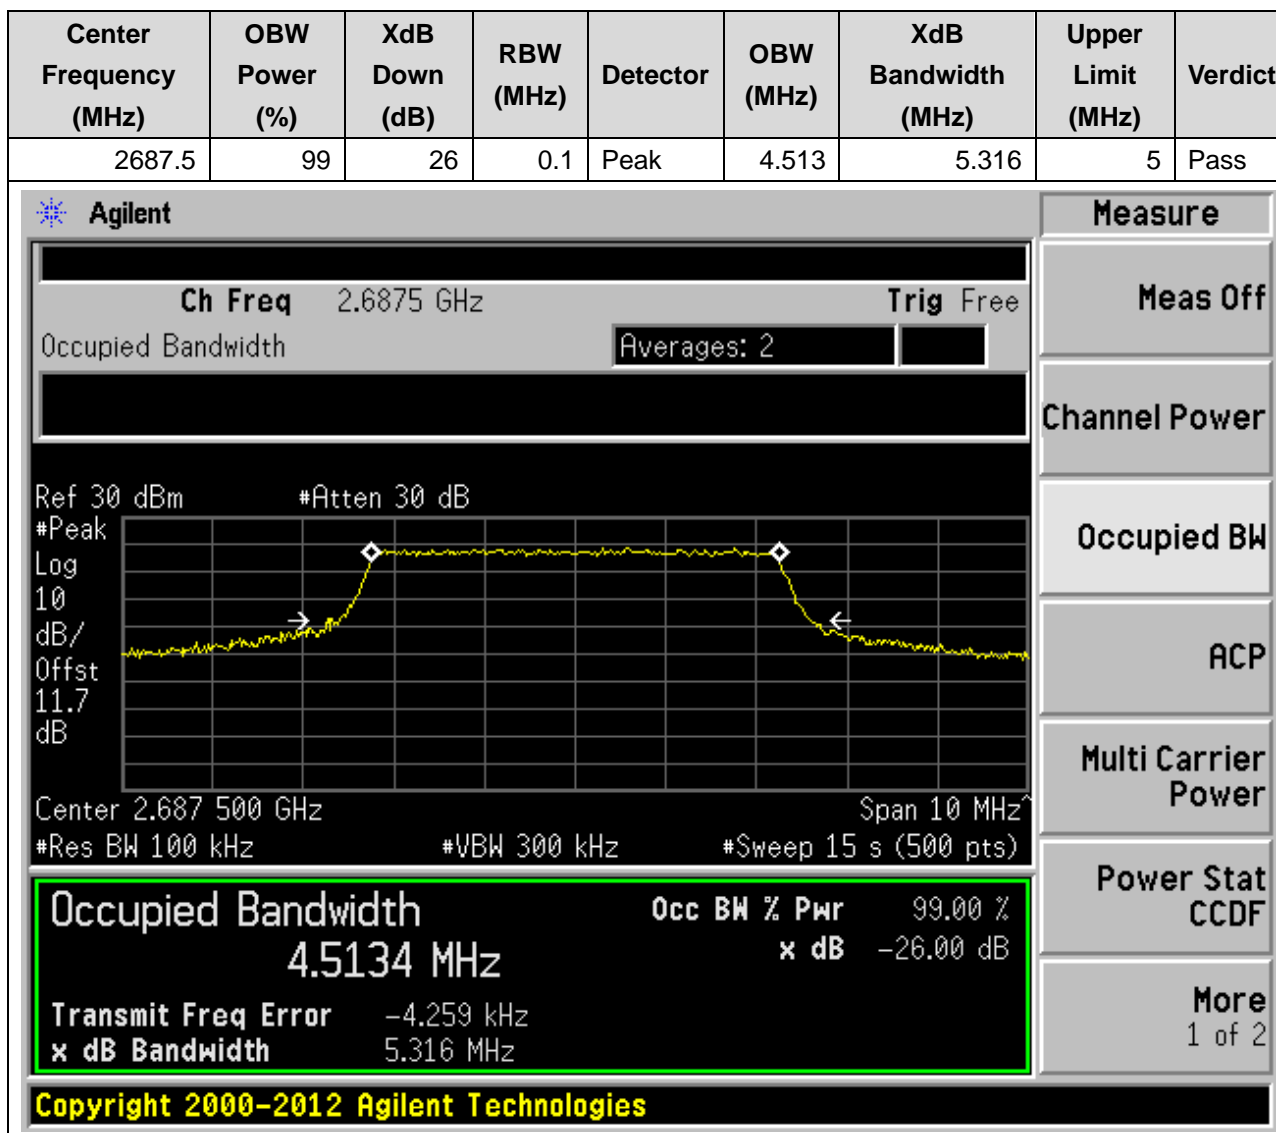 Center Frequency (MHz) OBW Power (%) XdB Down (dB) RBW (MHz) Detector OBW (MHz) XdB Bandwidth (MHz) Upper Limit (MHz) Verdict
2687.5 99 26 0.1 Peak 4.513 5.316 5 Pass
Agilent
Measure
Ch Freq 2.6875 GHz Trig Free
Meas Off
Occupied Bandwidth Averages: 2
Channel Power
Ref 30 dBm #Atten 30 dB
#Peak
Log
10
dB/
Offst
11.7
dB
Occupied BW
ACP
Multi Carrier
Power
Center 2.687 500 GHz Span 10 MHz^
#Res BW 100 kHz #VBW 300 kHz #Sweep 15 s (500 pts)
Power Stat
CCDF
Occupied Bandwidth Occ BW % Pwr 99.00 %
4.5134 MHz x dB -26.00 dB
Transmit Freq Error -4.259 kHz
x dB Bandwidth 5.316 MHz
More
1 of 2
Copyright 2000-2012 Agilent Technologies